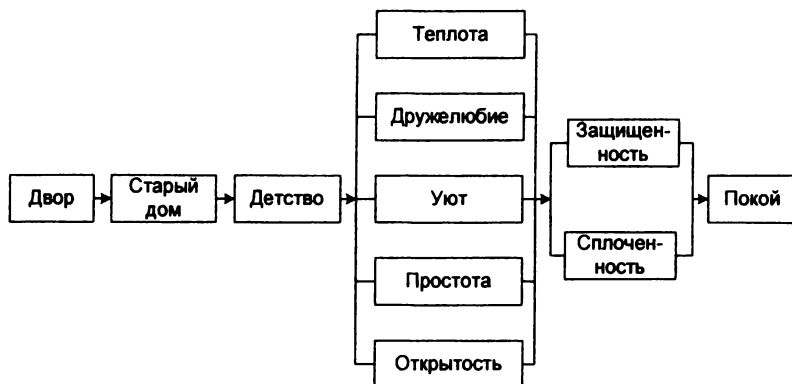 Двор
Старый
дом
Детство
Теплота
Дружелюбие
Уют
Простота
Открытость
Защищен-
ность
Сплочен-
ность
Покой